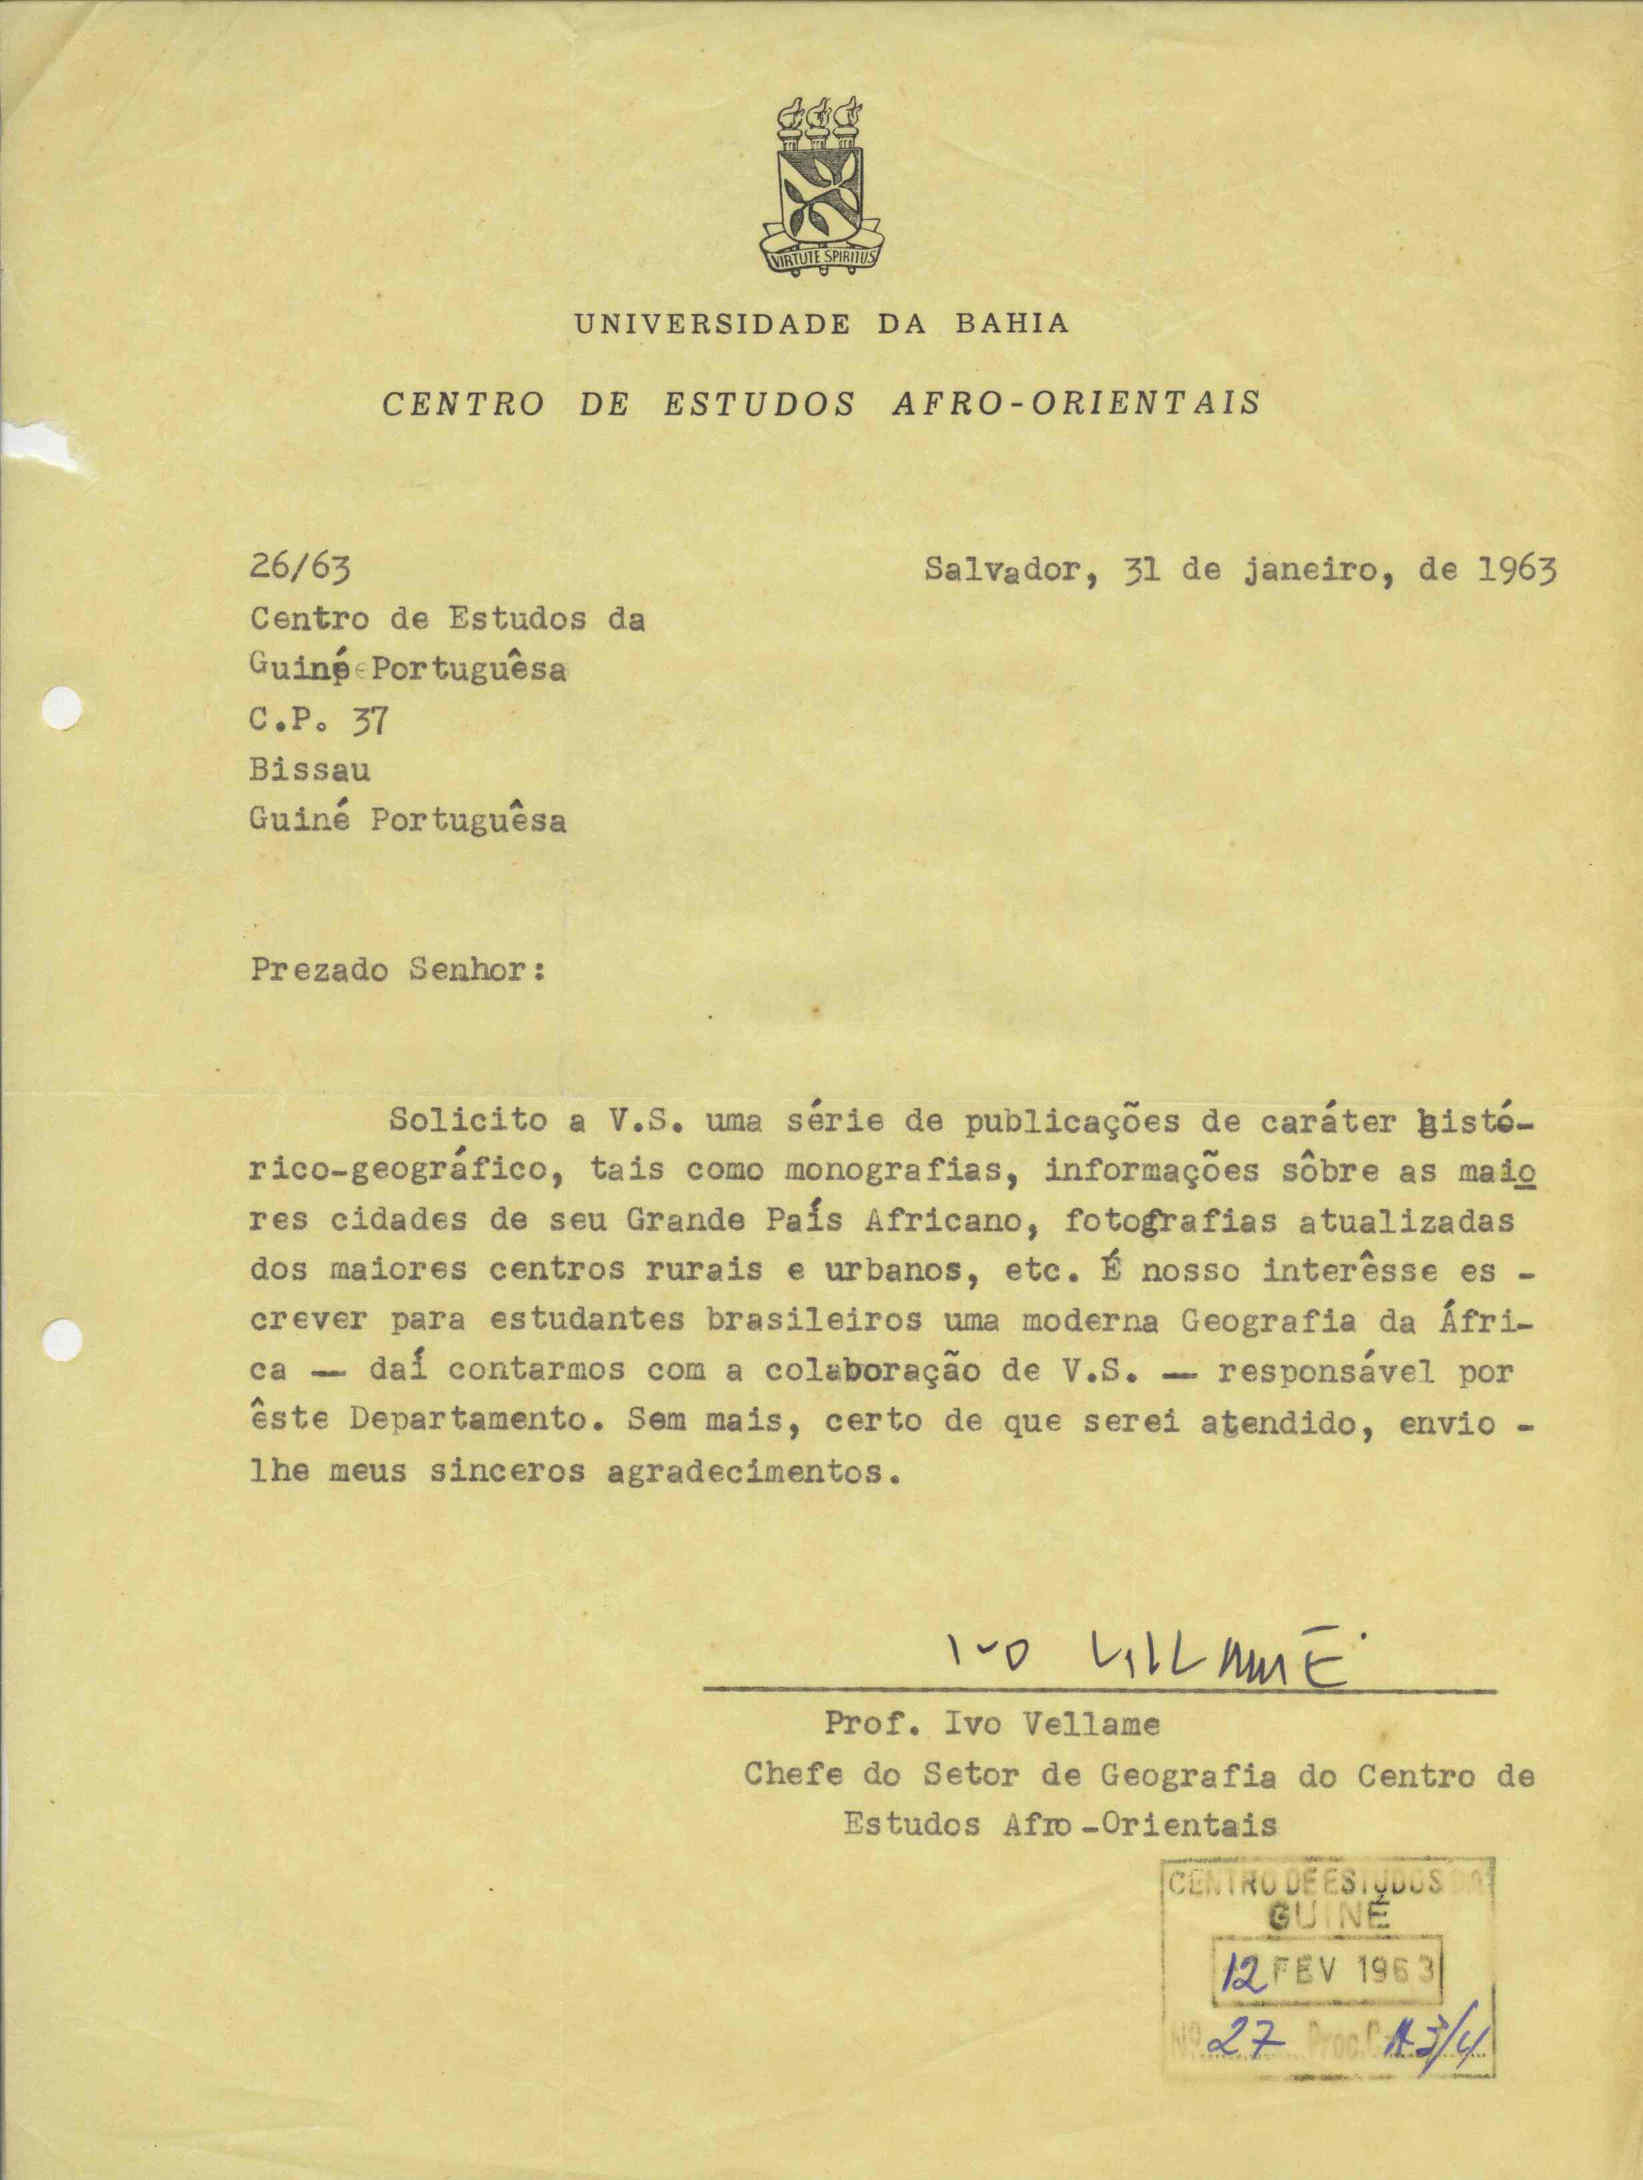 VIRTUTE SPIRITUS
UNIVERSIDADE DA BAHIA
CENTRO DE ESTUDOS AFRO-ORIENTAIS
26/63 Salvador, 31 de janeiro, de 1963
Centro de Estudos da
Guiné Portuguêsa
C.P. 37
Bissau
Guiné Portuguêsa
Prezado Senhor:
Solicito a V.S. uma série de publicações de caráter histó-
rico-geográfico, tais como monografias, informações sôbre as maio
res cidades de seu Grande País Africano, fotografias atualizadas
dos maiores centros rurais e urbanos, etc. É nosso interêsse es -
crever para estudantes brasileiros uma moderna Geografia da Áfri-
ca — daí contarmos com a colaboração de V.S. — responsável por
êste Departamento. Sem mais, certo de que serei atendido, envio -
lhe meus sinceros agradecimentos.
Ivo VELLAME
Prof. Ivo Vellame
Chefe do Setor de Geografia do Centro de
Estudos Afro-Orientais
CENTRO DE ESTUDOS DA
GUINÉ
12 FEV 1963
Nº 27 Proc. 3/4